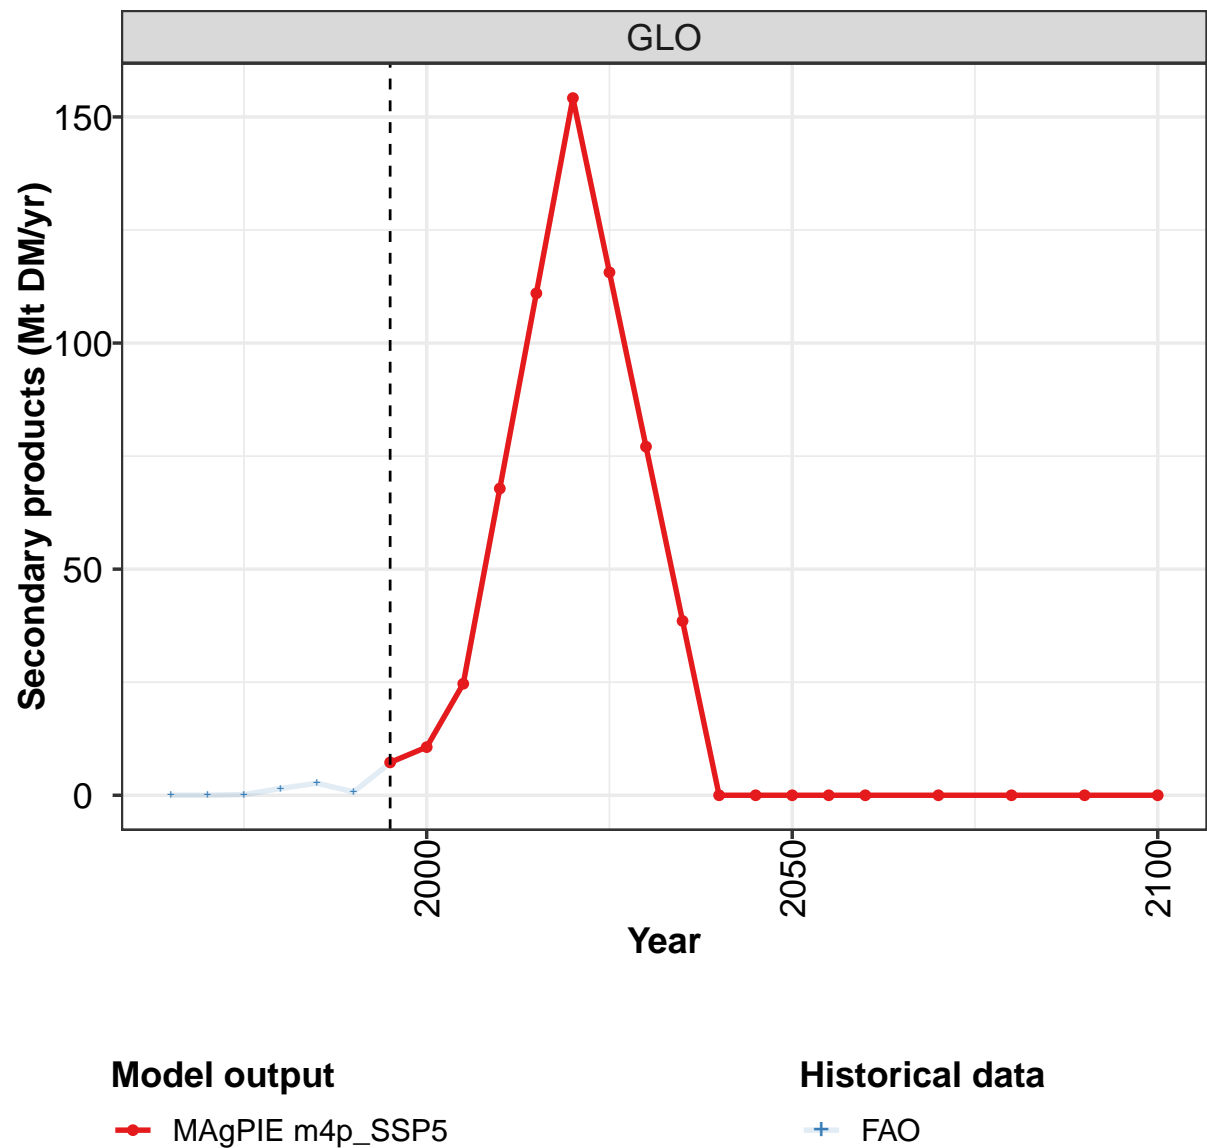 GLO
Secondary products (Mt DM/yr)
150
100
50
0
2000
2050
2100
Year
Model output
MAgPIE m4p_SSP5
Historical data
FAO